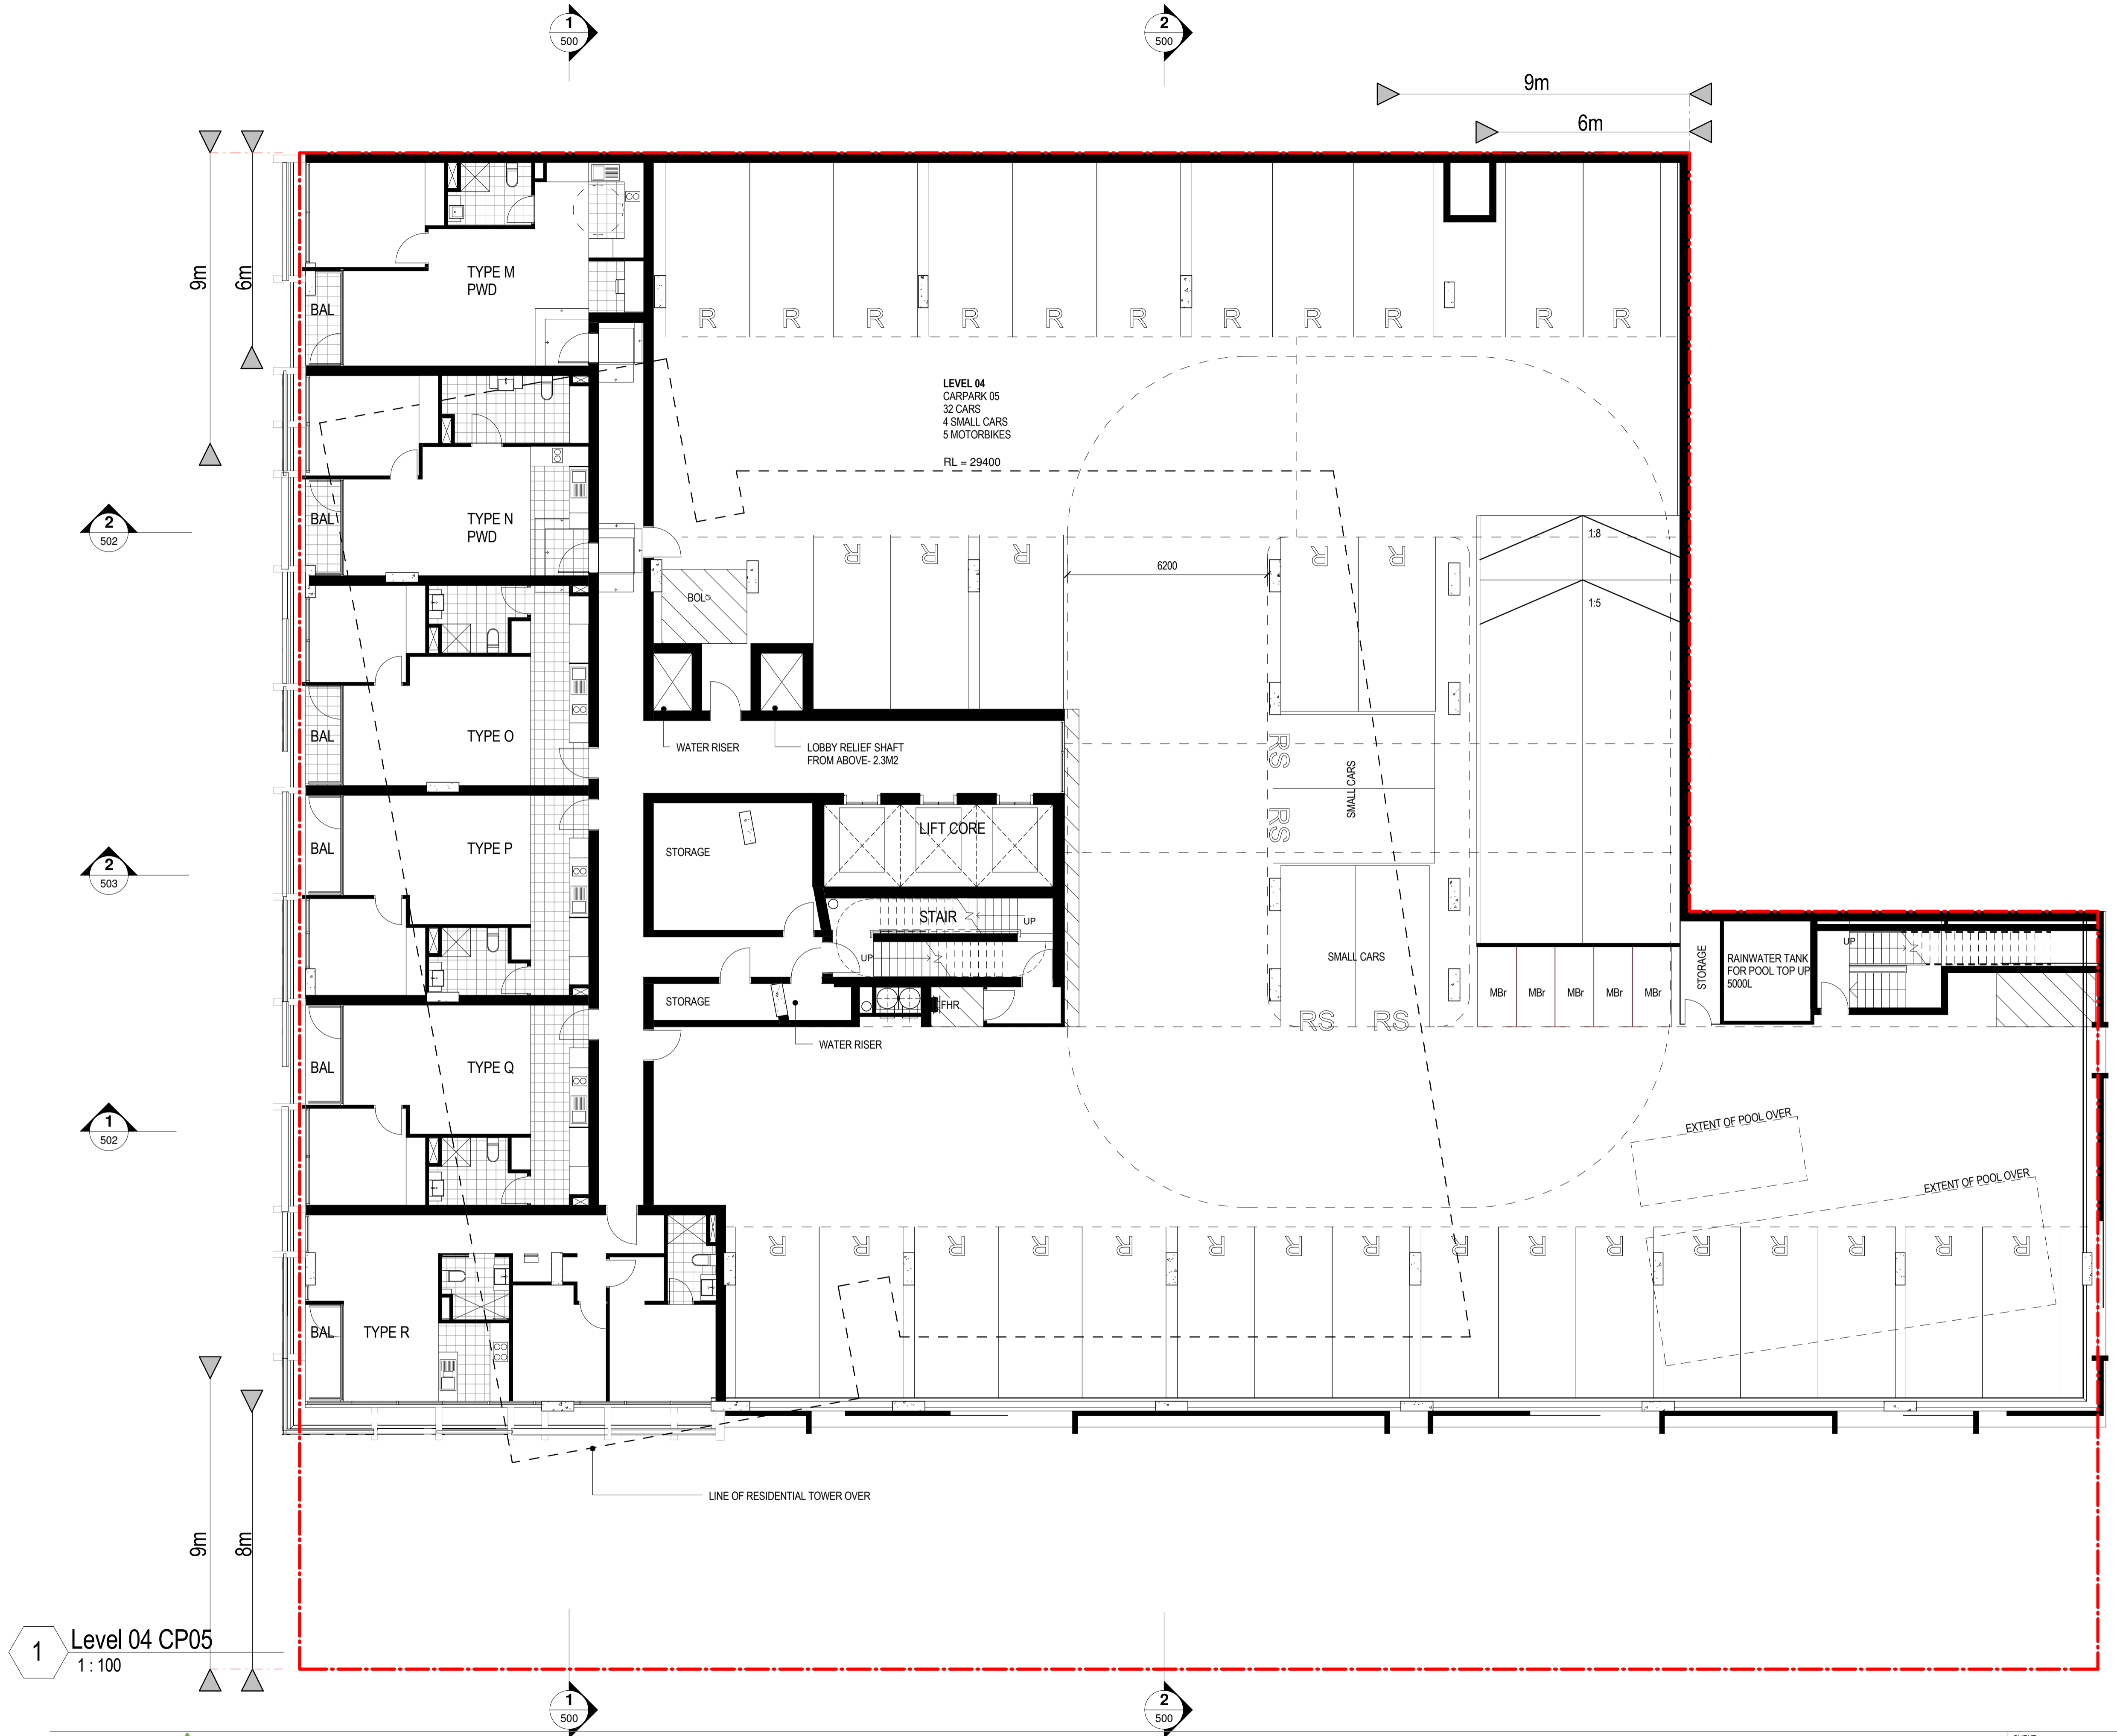 1
500
2
500
9m
6m
9m
6m
TYPE M
PWD
BAL
R R R R R R R R R R R
LEVEL 04
CARPARK 05
32 CARS
4 SMALL CARS
5 MOTORBIKES
RL = 29400
2
502
BAL
TYPE N
PWD
R R R R R
1:8
6200
1:5
BOL
BAL
TYPE O
WATER RISER
LOBBY RELIEF SHAFT
FROM ABOVE- 2.3M2
RS
RS
SMALL CARS
2
503
BAL
TYPE P
STORAGE
LIFT CORE
STAIR
UP
UP
SMALL CARS
RS RS
MBr MBr MBr MBr MBr
STORAGE
RAINWATER TANK
FOR POOL TOP UP
5000L
UP
STORAGE
FHR
WATER RISER
1
502
BAL
TYPE Q
EXTENT OF POOL OVER
EXTENT OF POOL OVER
R R R R R R R R R R R R R R R R
BAL
TYPE R
LINE OF RESIDENTIAL TOWER OVER
9m
8m
1
Level 04 CP05
1 : 100
1
500
2
500